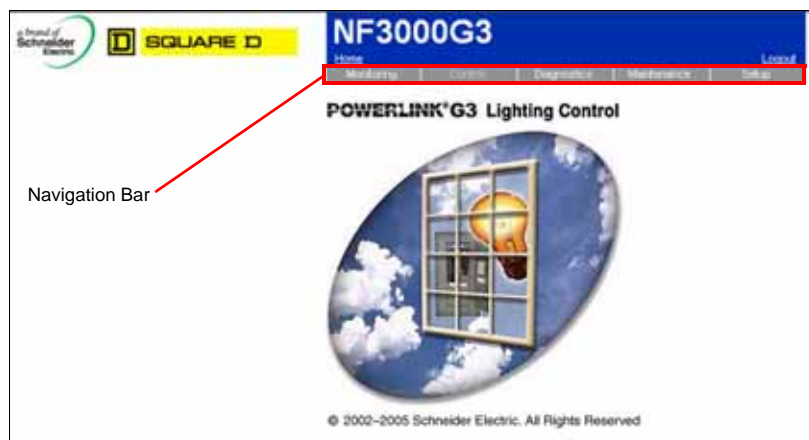 a brand of
Schneider
Electric
D SQUARE D
NF3000G3
Home Logout
Monitoring | Control | Diagnostics | Maintenance | Setup
POWERLINK®G3 Lighting Control
Navigation Bar
© 2002–2005 Schneider Electric. All Rights Reserved